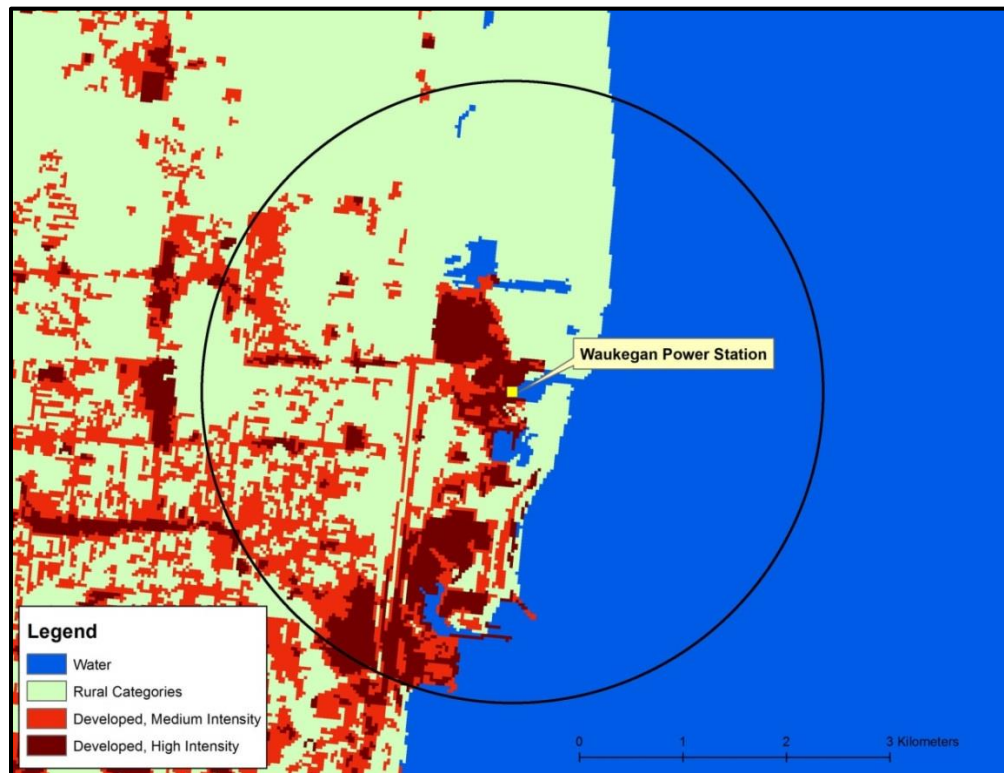 Waukegan Power Station
Legend
Water
Rural Categories
Developed, Medium Intensity
Developed, High Intensity
0 1 2 3 Kilometers